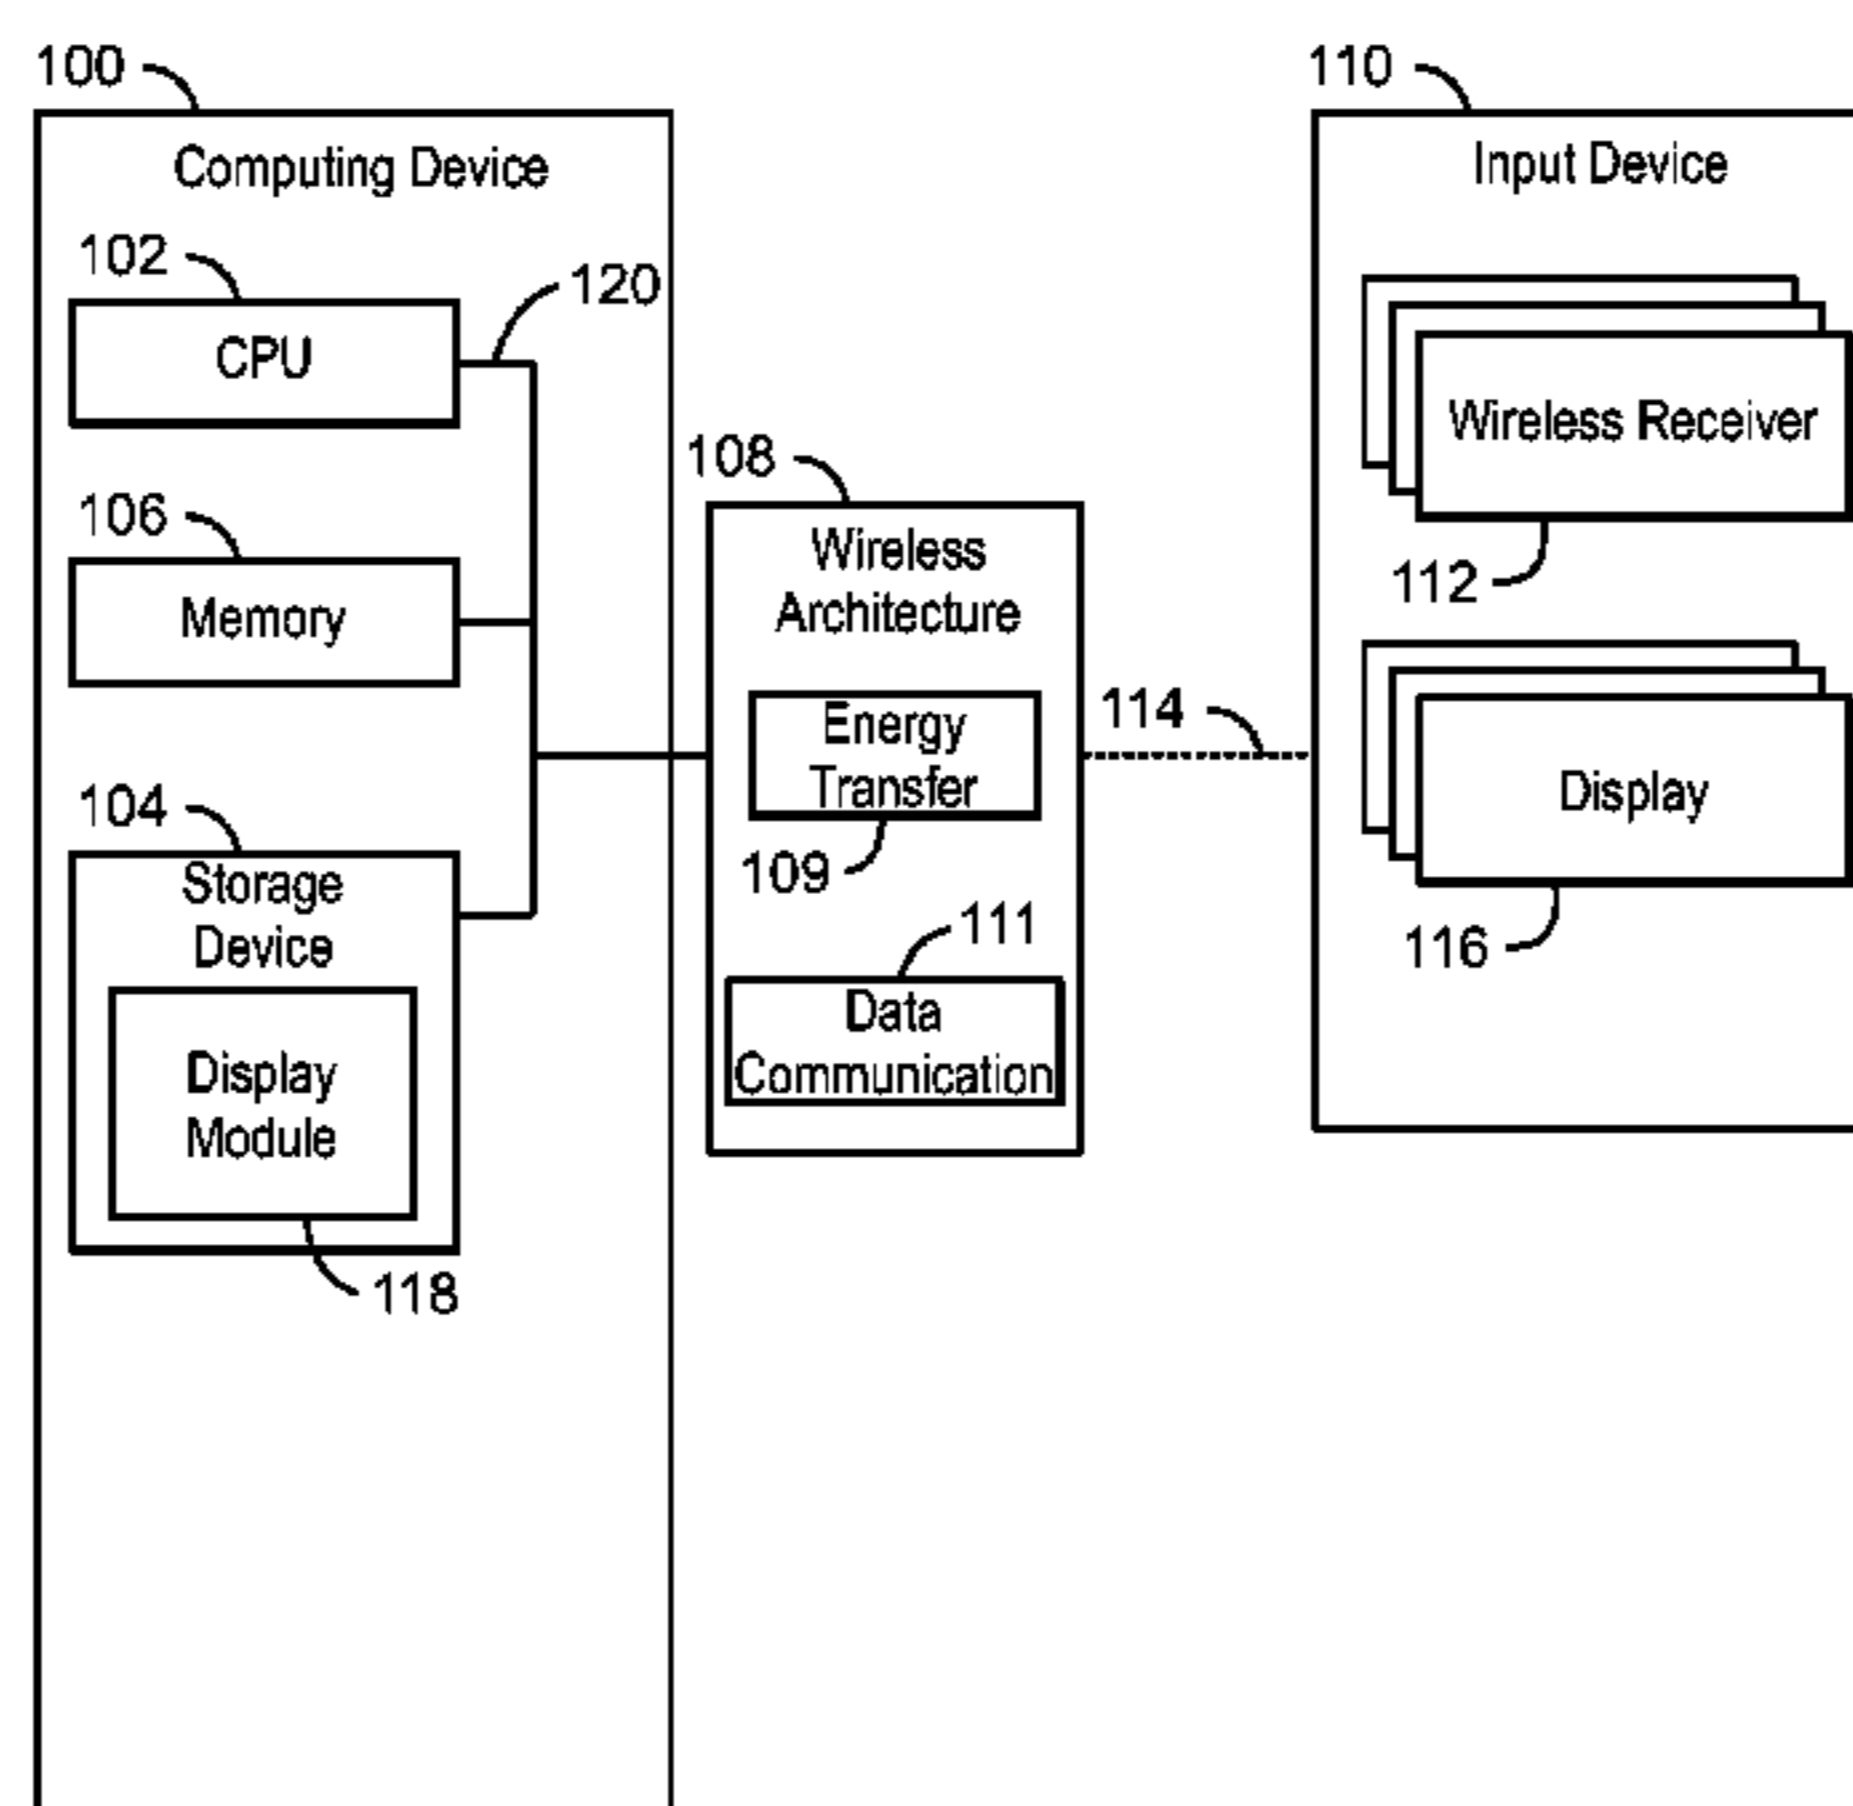 100
Computing Device
102
120
CPU
106
Memory
104
Storage
Device
Display
Module
118
108
Wireless
Architecture
Energy
Transfer
109
111
Data
Communication
114
110
Input Device
Wireless Receiver
112
Display
116